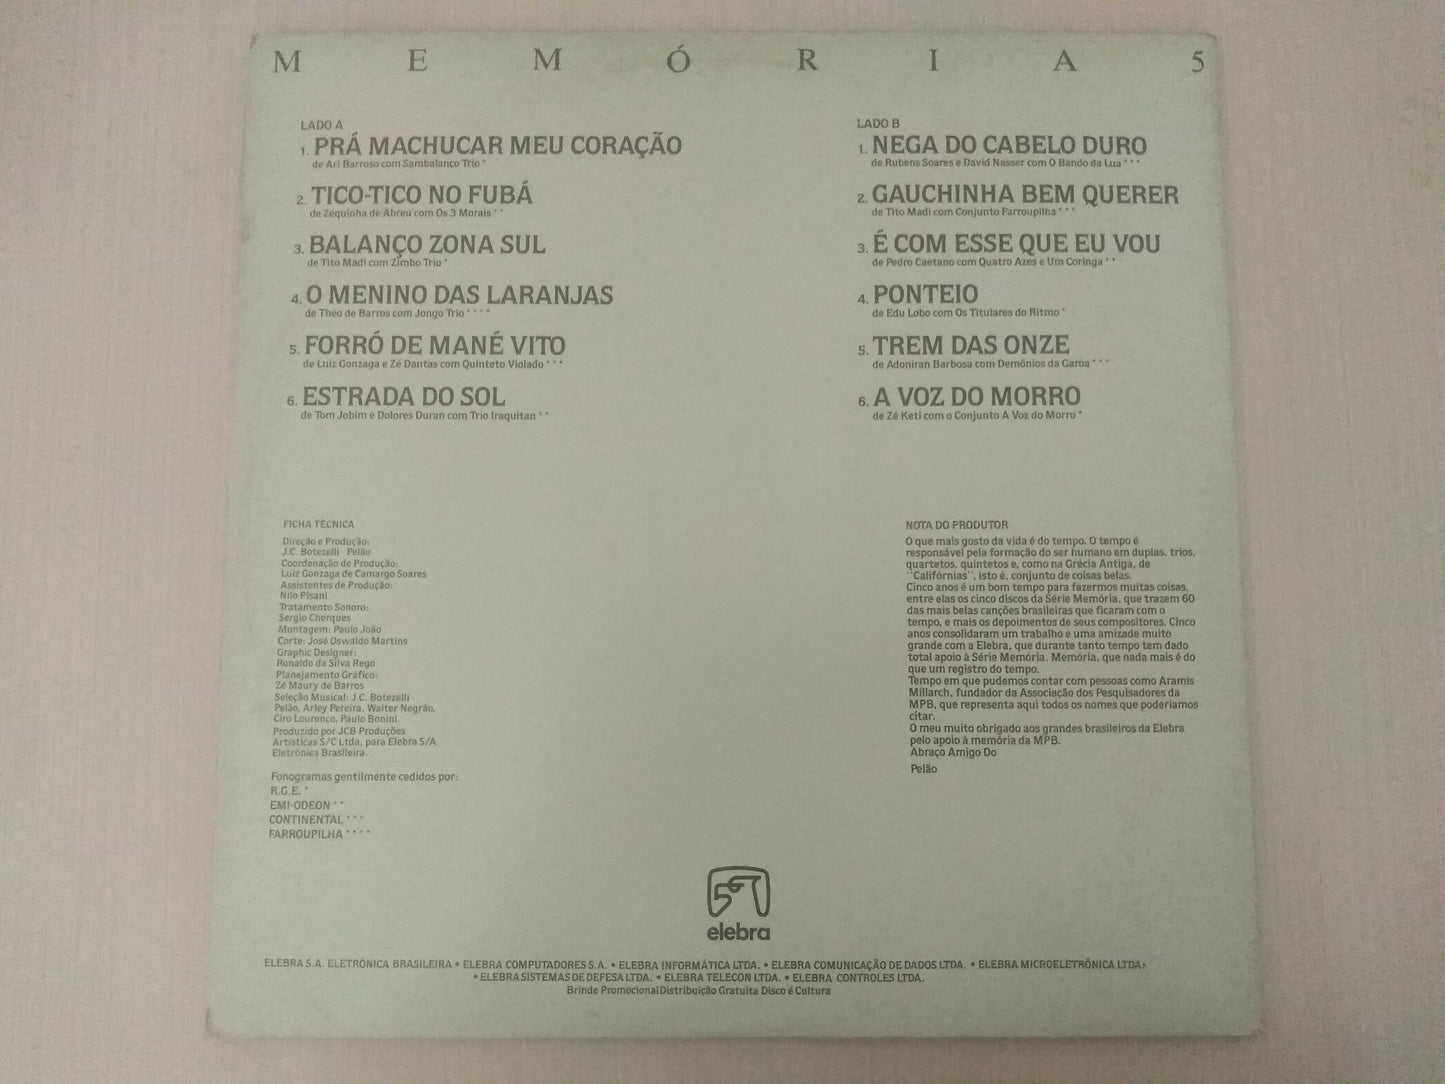 MEMÓRIA 5
LADO A
1. PRÁ MACHUCAR MEU CORAÇÃO
de Ari Barroso com Sambalanço Trio *
2. TICO-TICO NO FUBÁ
de Zequinha de Abreu com Os 3 Morais * *
3. BALANÇO ZONA SUL
de Tito Madi com Zimbo Trio *
4. O MENINO DAS LARANJAS
de Théo de Barros com Jongo Trio * * * *
5. FORRÓ DE MANÉ VITO
de Luiz Gonzaga e Zé Dantas com Quinteto Violado * * *
6. ESTRADA DO SOL
de Tom Jobim e Dolores Duran com Trio Iraquitan * *
LADO B
1. NEGA DO CABELO DURO
de Rubens Soares e David Nasser com O Bando da Lua * * *
2. GAUCHINHA BEM QUERER
de Tito Madi com Conjunto Farroupilha * * *
3. É COM ESSE QUE EU VOU
de Pedro Caetano com Quatro Azes e Um Coringa * *
4. PONTEIO
de Edu Lobo com Os Titulares do Ritmo *
5. TREM DAS ONZE
de Adoniran Barbosa com Demônios da Garoa * * *
6. A VOZ DO MORRO
de Zé Keti com o Conjunto A Voz do Morro *
FICHA TÉCNICA
Direção e Produção:
J.C. Botezelli - Pelão
Coordenação de Produção:
Luiz Gonzaga de Camargo Soares
Assistentes de Produção:
Nilo Pisani
Tratamento Sonoro:
Sergio Cherques
Montagem: Paulo João
Corte: José Oswaldo Martins
Graphic Designer:
Ronaldo da Silva Rego
Planejamento Gráfico:
Zé Maury de Barros
Seleção Musical: J.C. Botezelli -
Pelão, Arley Pereira, Walter Negrão,
Ciro Lourenço, Paulo Bonini.
Produzido por JCB Produções
Artísticas S/C Ltda. para Elebra S/A
Eletrônica Brasileira.
Fonogramas gentilmente cedidos por:
R.G.E. *
EMI-ODEON * *
CONTINENTAL * * *
FARROUPILHA * * * *
NOTA DO PRODUTOR
O que mais gosto da vida é do tempo. O tempo é
responsável pela formação do ser humano em duplas, trios,
quartetos, quintetos e, como na Grécia Antiga, de
"Califórnias", isto é, conjunto de coisas belas.
Cinco anos é um bom tempo para fazermos muitas coisas,
entre elas os cinco discos da Série Memória, que trazem 60
das mais belas canções brasileiras que ficaram com o
tempo, e mais os depoimentos de seus compositores. Cinco
anos consolidaram um trabalho e uma amizade muito
grande com a Elebra, que durante tanto tempo tem dado
total apoio à Série Memória. Memória, que nada mais é do
que um registro do tempo.
Tempo em que pudemos contar com pessoas como Aramis
Millarch, fundador da Associação dos Pesquisadores da
MPB, que representa aqui todos os nomes que poderíamos
citar.
O meu muito obrigado aos grandes brasileiros da Elebra
pelo apoio à memória da MPB.
Abraço Amigo Do
Pelão
elebra
ELEBRA S.A. ELETRÔNICA BRASILEIRA • ELEBRA COMPUTADORES S.A. • ELEBRA INFORMÁTICA LTDA. • ELEBRA COMUNICAÇÃO DE DADOS LTDA. • ELEBRA MICROELETRÔNICA LTDA.
• ELEBRA SISTEMAS DE DEFESA LTDA. • ELEBRA TELECON LTDA. • ELEBRA CONTROLES LTDA.
Brinde Promocional Distribuição Gratuita Disco é Cultura